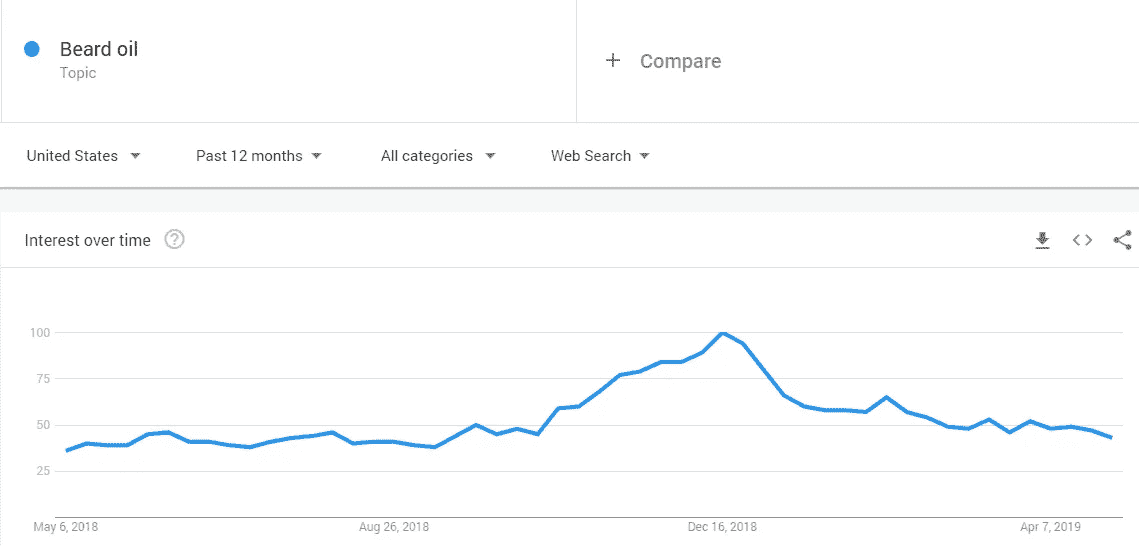 Beard oil
Topic
+ Compare
United States
Past 12 months
All categories
Web Search
Interest over time ?
100
75
50
25
May 6, 2018
Aug 26, 2018
Dec 16, 2018
Apr 7, 2019